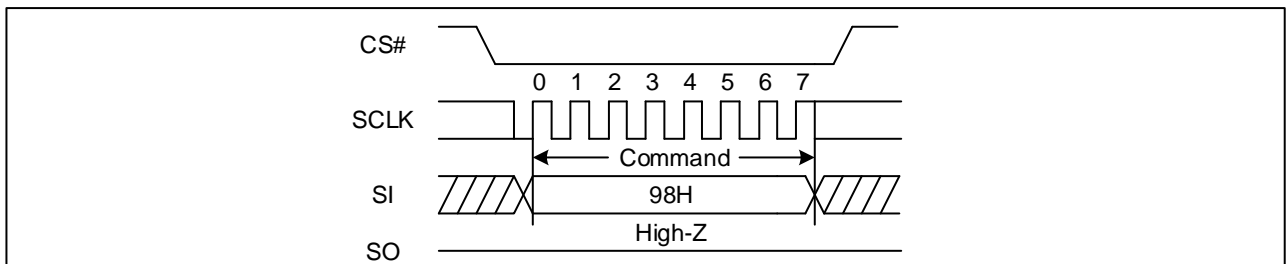 CS#
0 1 2 3 4 5 6 7
SCLK
Command
SI 98H
High-Z
SO